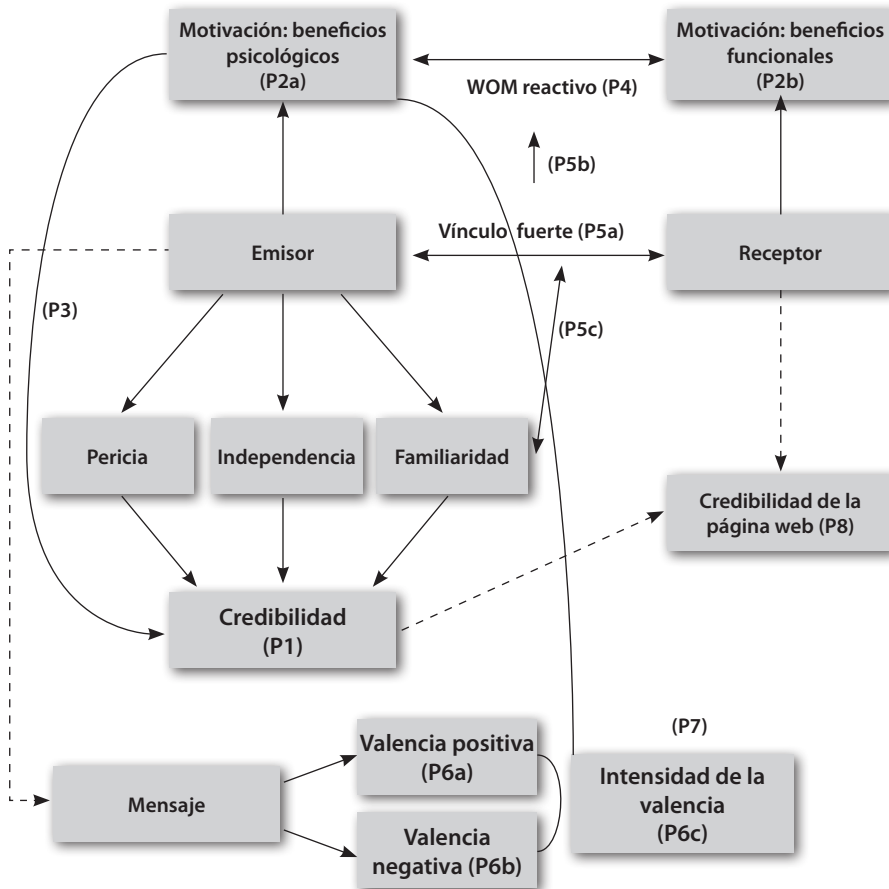 Motivación: beneficios
psicológicos
(P2a)
Motivación: beneficios
funcionales
(P2b)
WOM reactivo (P4)
(P5b)
Emisor
Vínculo fuerte (P5a)
Receptor
(P3)
(P5c)
Pericia
Independencia
Familiaridad
Credibilidad de la
página web (P8)
Credibilidad
(P1)
(P7)
Valencia positiva
(P6a)
Intensidad de la
valencia
(P6c)
Mensaje
Valencia
negativa (P6b)